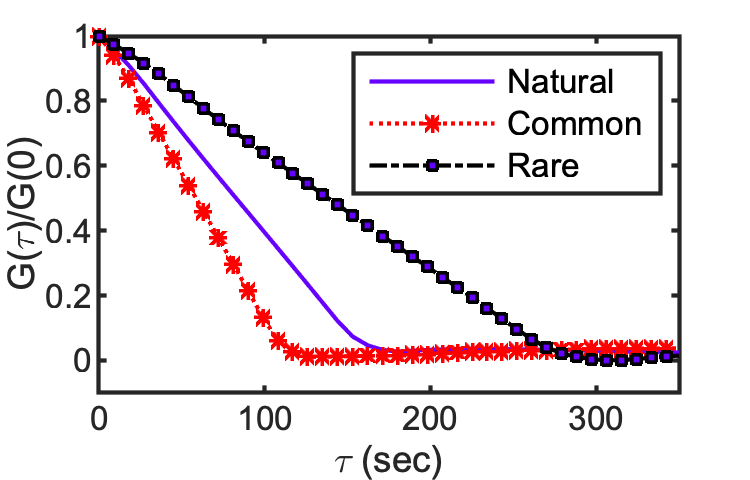 1
0.8
0.6
0.4
0.2
0
G(τ)/G(0)
Natural
Common
Rare
0
100
200
300
τ (sec)